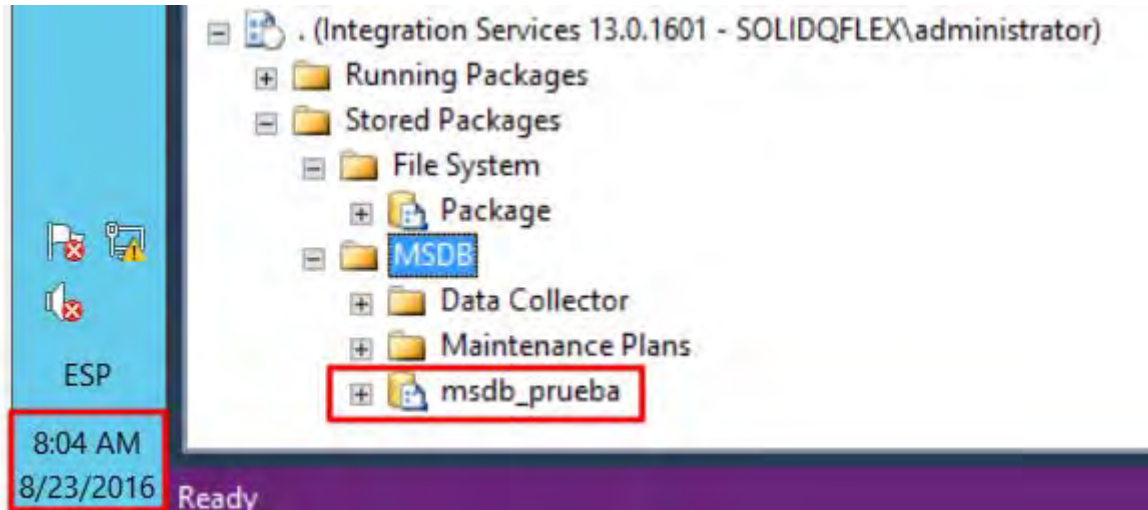 . (Integration Services 13.0.1601 - SOLIDQFLEX\administrator)
Running Packages
Stored Packages
File System
Package
MSDB
Data Collector
Maintenance Plans
msdb_prueba
ESP
8:04 AM
8/23/2016
Ready